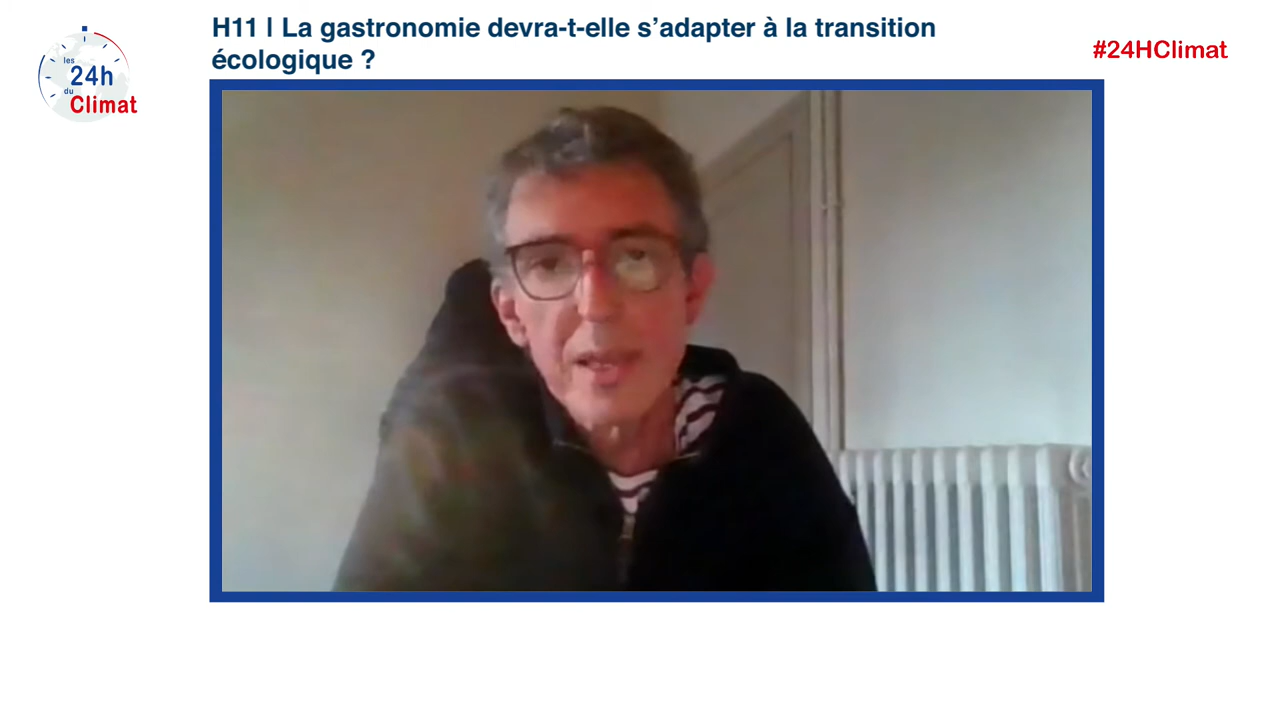 H11 | La gastronomie devra-t-elle s’adapter à la transition
écologique ?
#24HClimat
les
24h
du
Climat